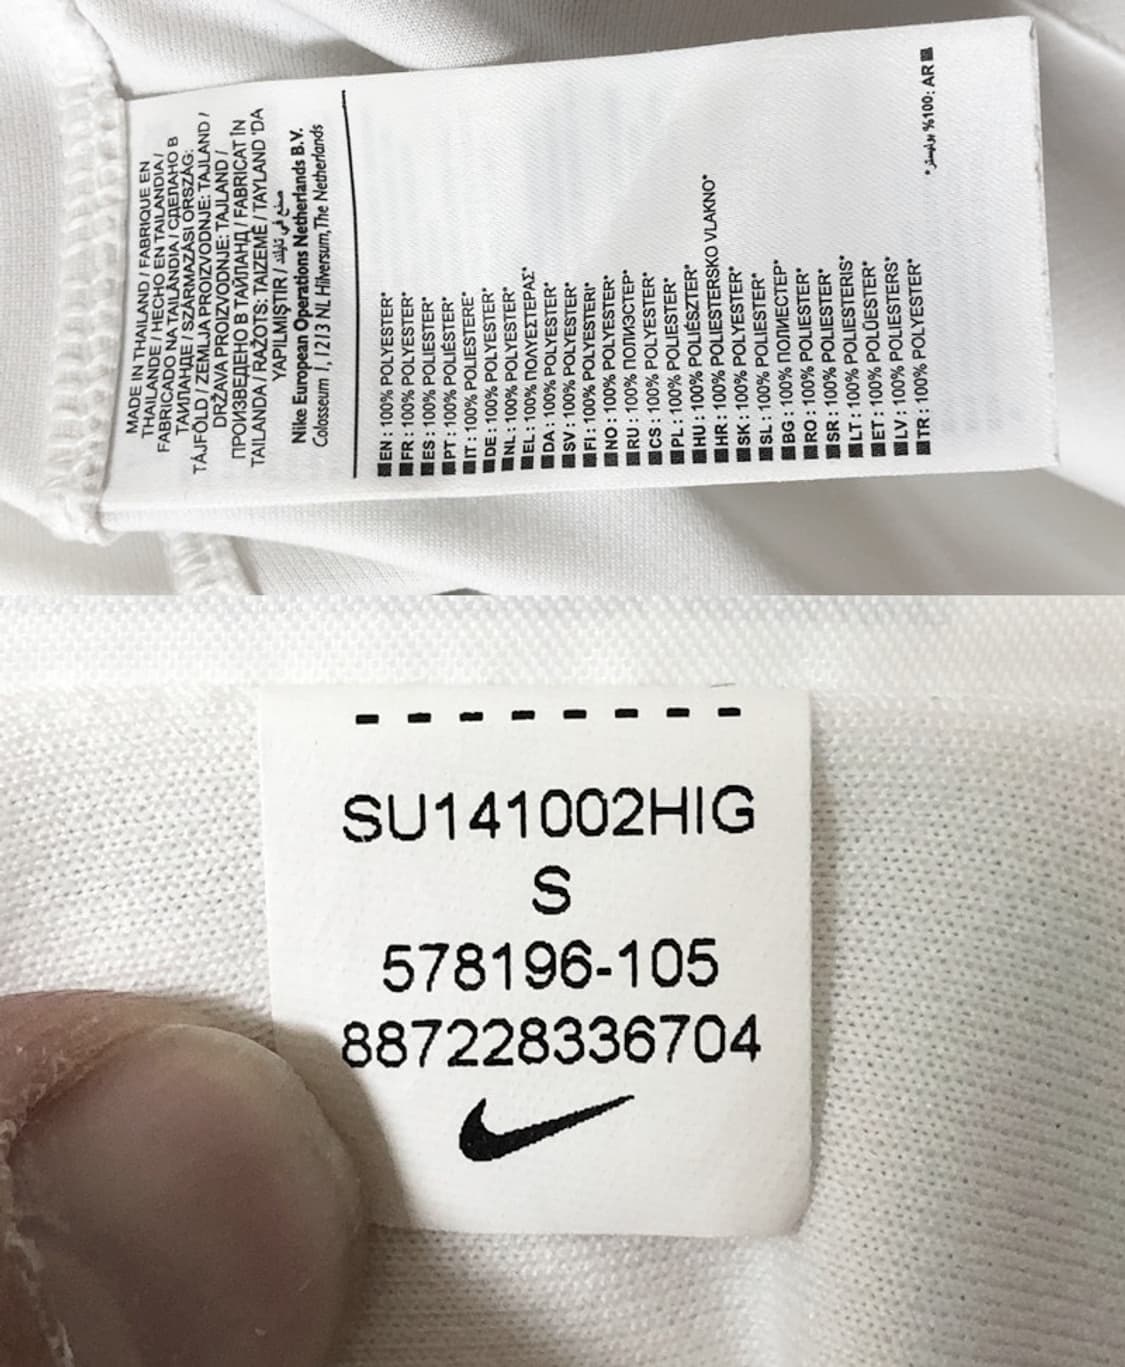 MADE IN THAILAND / FABRIQUE EN
THAILANDE / HECHO EN TAILANDIA /
FABRICADO NA TAILÂNDIA / СДЕЛАНО В
ТАИЛАНДЕ / SZÁRMAZÁSI ORSZÁG:
TÁJFÖLD / ZEMLJA PROIZVODNJE: TAJLAND /
DRŽAVA PROIZVODNJE: TAJLAND /
ПРОИЗВЕДЕНО В ТАЙЛАНД / FABRICAT ÎN
TAILANDA / RAŽOTS: TAIZEMĒ / TAYLAND 'DA
YAPILMIŞTIR / صنع في تايلاند
Nike European Operations Netherlands B.V.
Colosseum 1, 1213 NL Hilversum,The Netherlands
EN : 100% POLYESTER*
FR : 100% POLYESTER*
ES : 100% POLIESTER*
PT : 100% POLIÉSTER*
IT : 100% POLIESTERE*
DE : 100% POLYESTER*
NL : 100% POLYESTER*
EL : 100% ΠΟΛΥΕΣΤΕΡΑΣ*
DA : 100% POLYESTER*
SV : 100% POLYESTER*
FI : 100% POLYESTERI*
NO : 100% POLYESTER*
RU : 100% ПОЛИЭСТЕР*
CS : 100% POLYESTER*
PL : 100% POLIESTER*
HU : 100% POLIÉSZTER*
HR : 100% POLIESTERSKO VLAKNO*
SK : 100% POLYESTER*
SL : 100% POLIESTER*
BG : 100% ПОЛИЕСТЕР*
RO : 100% POLIESTER*
SR : 100% POLIESTER*
LT : 100% POLIESTERIS*
ET : 100% POLÜESTER*
LV : 100% POLIESTERS*
TR : 100% POLYESTER*
AR :100% بوليستر*
SU141002HIG
S
578196-105
887228336704